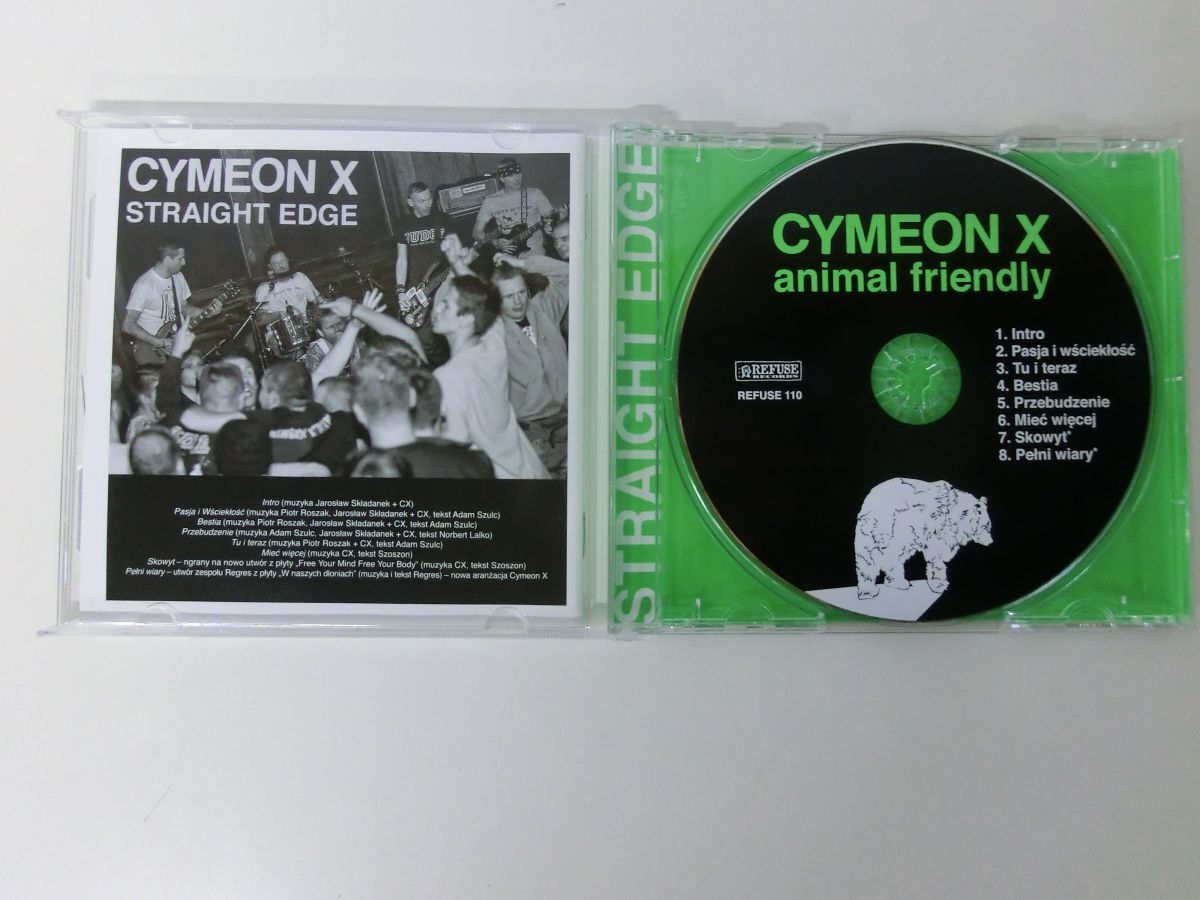 CYMEON X
STRAIGHT EDGE
Intro (muzyka Jarosław Składanek + CX)
Pasja i Wściekłość (muzyka Piotr Roszak, Jarosław Składanek + CX, tekst Adam Szulc)
Bestia (muzyka Piotr Roszak, Jarosław Składanek + CX, tekst Adam Szulc)
Przebudzenie (muzyka Adam Szulc, Jarosław Składanek + CX, tekst Norbert Lalko)
Tu i teraz (muzyka Piotr Roszak + CX, tekst Adam Szulc)
Mieć więcej (muzyka CX, tekst Szoszon)
Skowyt – ngrany na nowo utwór z płyty „Free Your Mind Free Your Body” (muzyka CX, tekst Szoszon)
Pełni wiary – utwór zespołu Regres z płyty „W naszych dłoniach” (muzyka i tekst Regres) – nowa aranżacja Cymeon X
STRAIGHT EDGE
CYMEON X
animal friendly
REFUSE
RECORDS
REFUSE 110
1. Intro
2. Pasja i wściekłość
3. Tu i teraz
4. Bestia
5. Przebudzenie
6. Mieć więcej
7. Skowyt*
8. Pełni wiary*